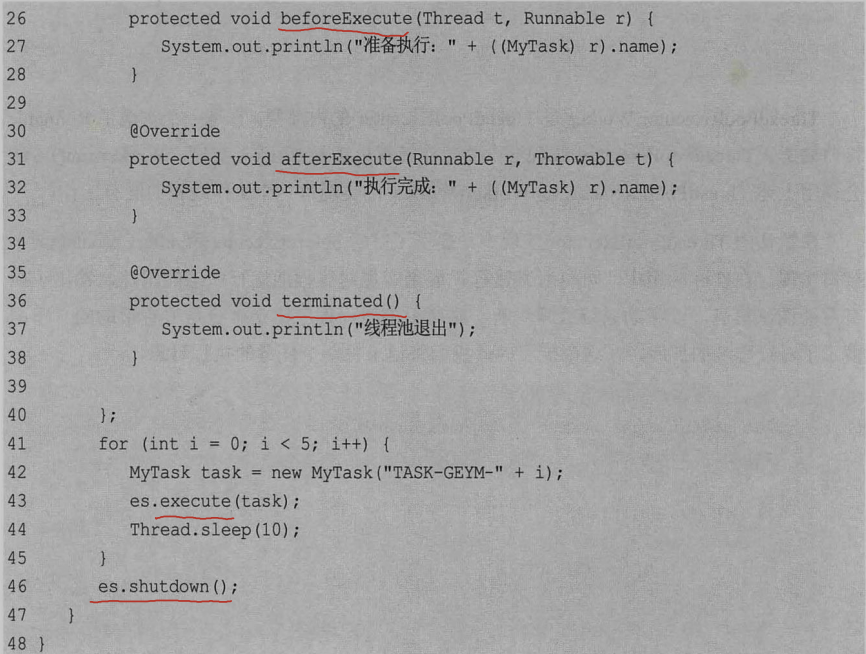 26 protected void beforeExecute(Thread t, Runnable r) {
27 System.out.println("准备执行: " + ((MyTask) r).name);
28 }
29
30 @Override
31 protected void afterExecute(Runnable r, Throwable t) {
32 System.out.println("执行完成: " + ((MyTask) r).name);
33 }
34
35 @Override
36 protected void terminated() {
37 System.out.println("线程池退出");
38 }
39
40 };
41 for (int i = 0; i < 5; i++) {
42 MyTask task = new MyTask("TASK-GEYM-" + i);
43 es.execute(task);
44 Thread.sleep(10);
45 }
46 es.shutdown();
47 }
48 }